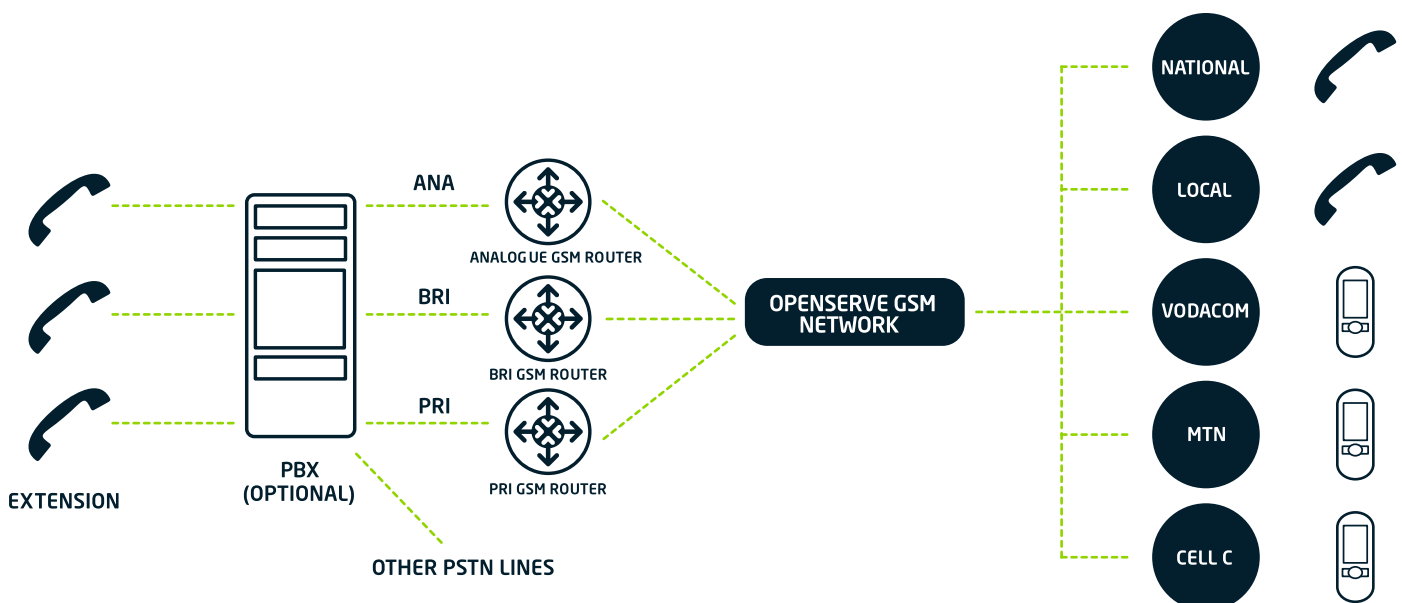 EXTENSION
PBX
(OPTIONAL)
ANA
ANALOGUE GSM ROUTER
BRI
BRI GSM ROUTER
PRI
PRI GSM ROUTER
OTHER PSTN LINES
OPENSERVE GSM
NETWORK
NATIONAL
LOCAL
VODACOM
MTN
CELL C